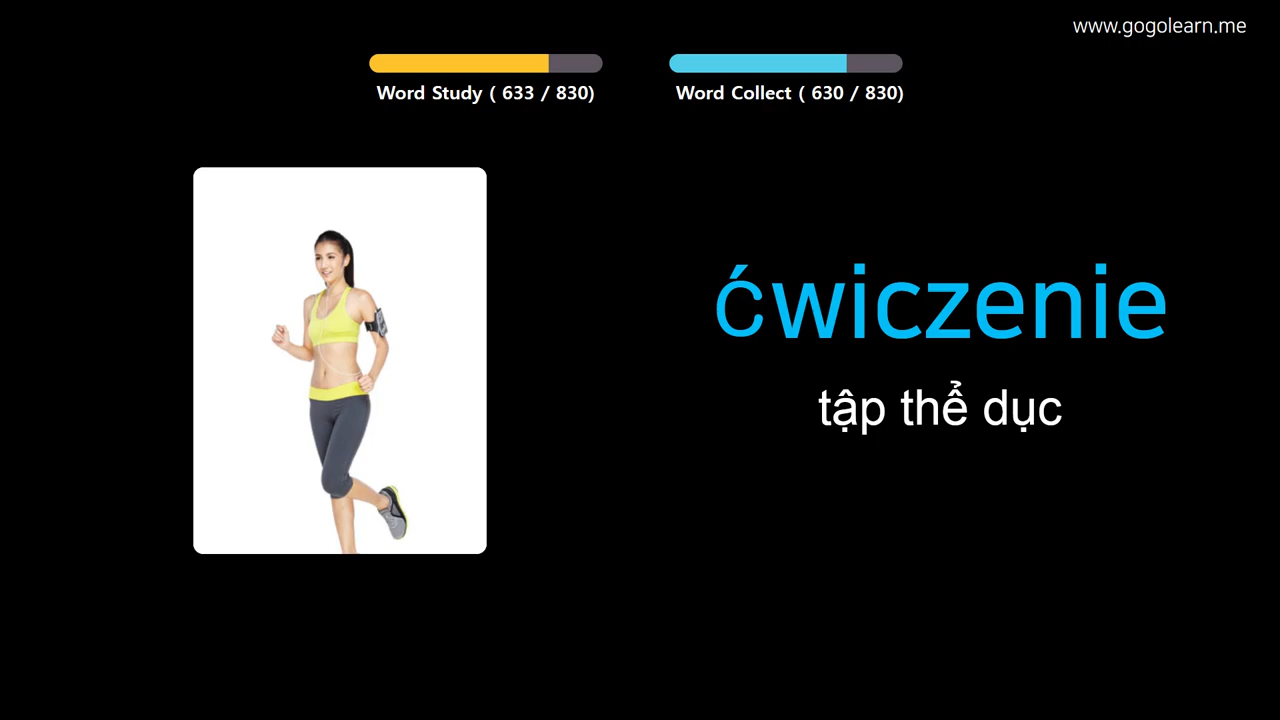 www.gogolearn.me
Word Study ( 633 / 830)
Word Collect ( 630 / 830)
ćwiczenie
tập thể dục